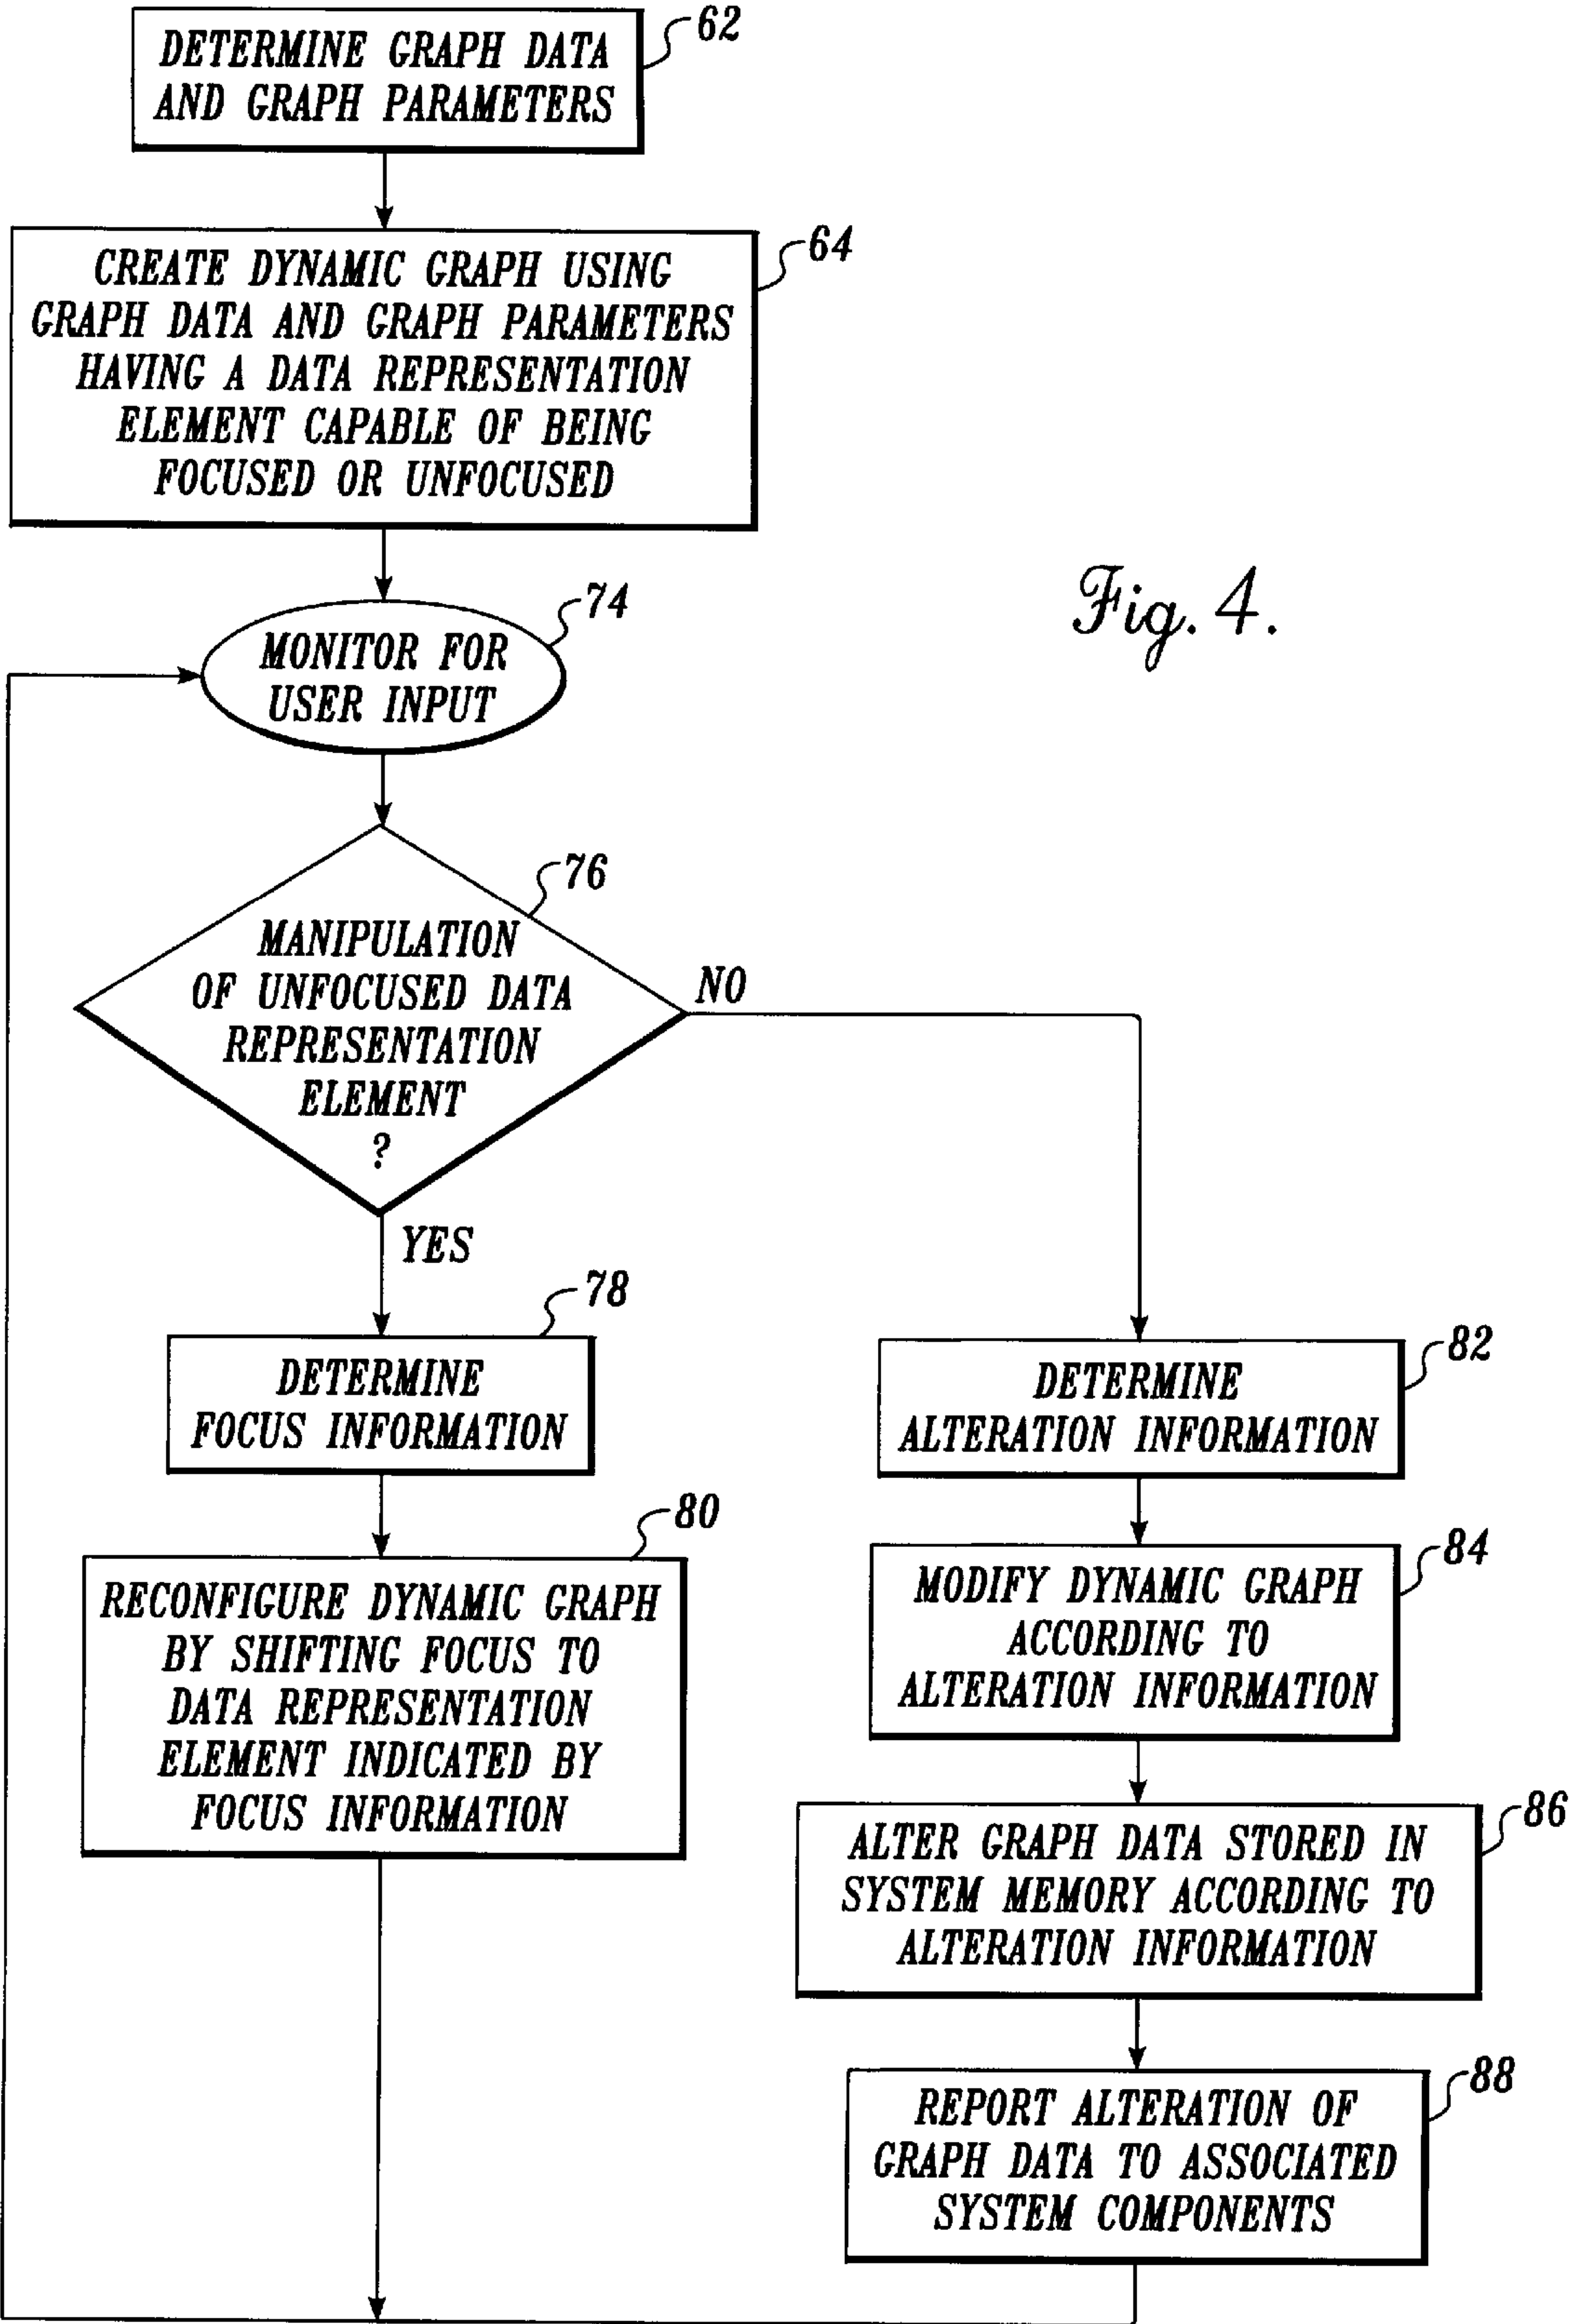 62
DETERMINE GRAPH DATA
AND GRAPH PARAMETERS
64
CREATE DYNAMIC GRAPH USING
GRAPH DATA AND GRAPH PARAMETERS
HAVING A DATA REPRESENTATION
ELEMENT CAPABLE OF BEING
FOCUSED OR UNFOCUSED
Fig. 4.
74
MONITOR FOR
USER INPUT
76
MANIPULATION
OF UNFOCUSED DATA
REPRESENTATION
ELEMENT
?
NO
YES
78
DETERMINE
FOCUS INFORMATION
80
RECONFIGURE DYNAMIC GRAPH
BY SHIFTING FOCUS TO
DATA REPRESENTATION
ELEMENT INDICATED BY
FOCUS INFORMATION
82
DETERMINE
ALTERATION INFORMATION
84
MODIFY DYNAMIC GRAPH
ACCORDING TO
ALTERATION INFORMATION
86
ALTER GRAPH DATA STORED IN
SYSTEM MEMORY ACCORDING TO
ALTERATION INFORMATION
88
REPORT ALTERATION OF
GRAPH DATA TO ASSOCIATED
SYSTEM COMPONENTS